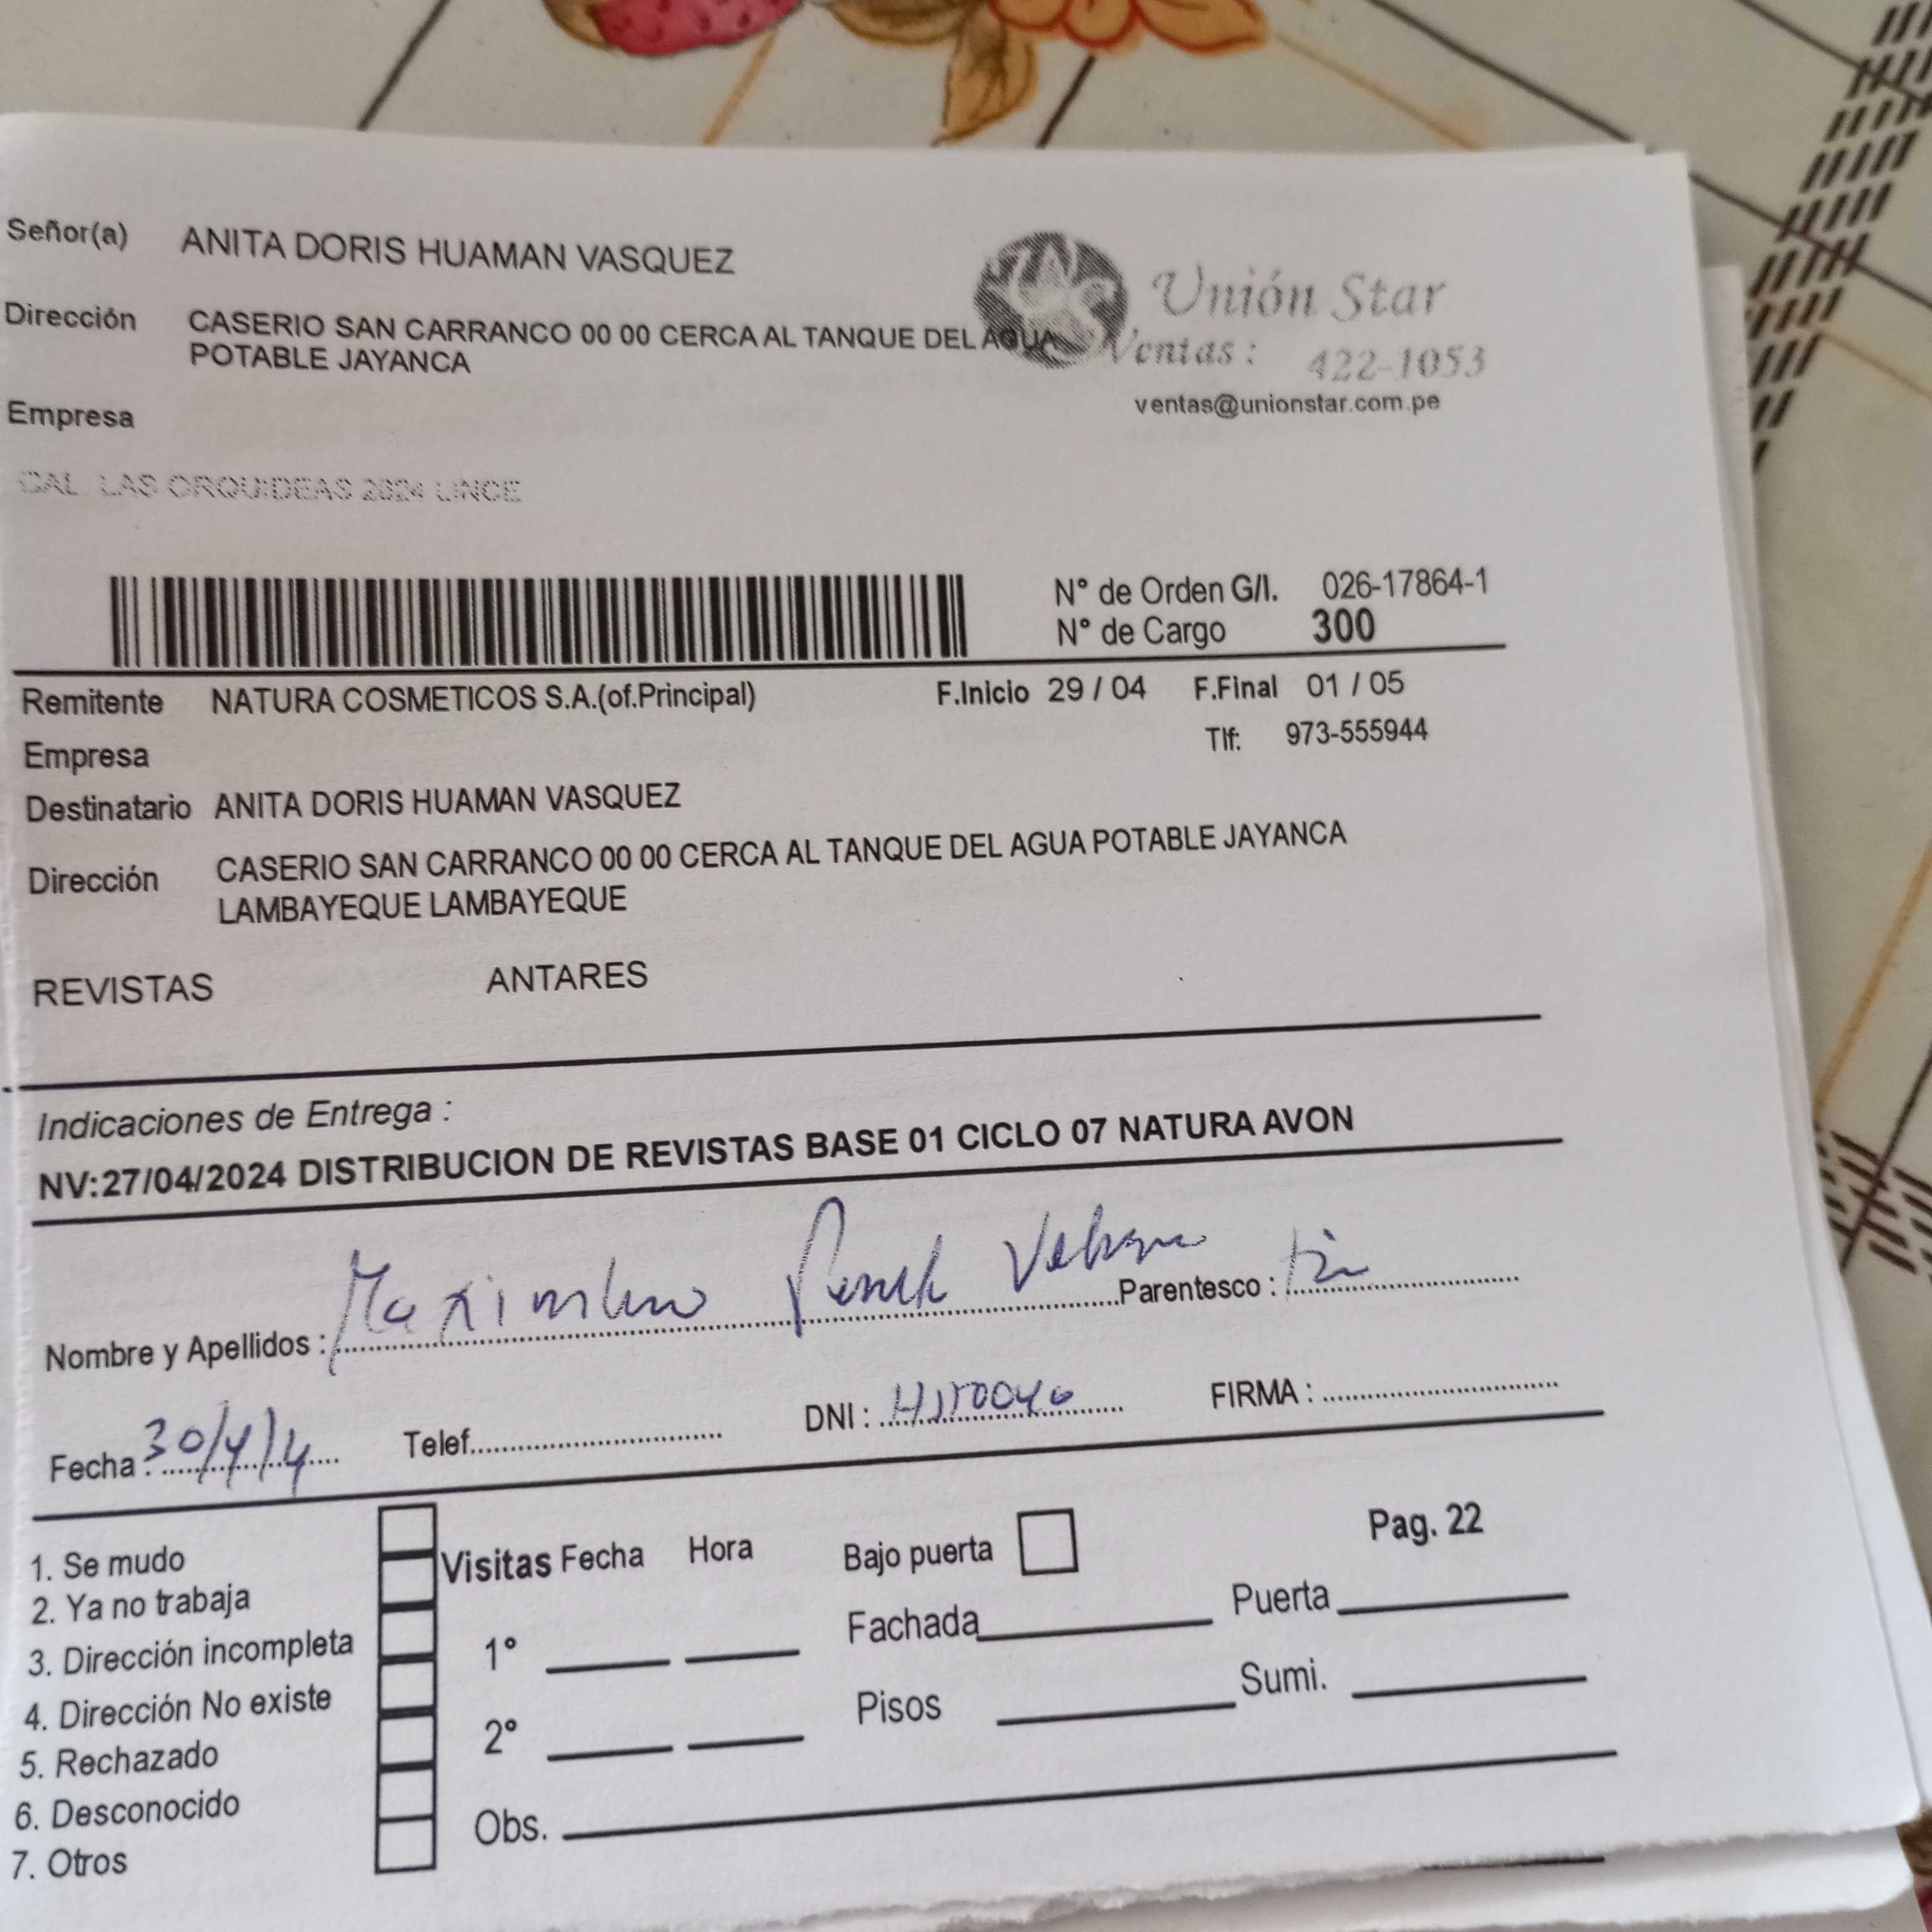 Señor(a) ANITA DORIS HUAMAN VASQUEZ
Unión Star
Dirección CASERIO SAN CARRANCO 00 00 CERCA AL TANQUE DEL AGUA
POTABLE JAYANCA
Ventas : 422-1053
ventas@unionstar.com.pe
Empresa
CAL. LAS ORQUIDEAS 2024 LINCE
N° de Orden G/I. 026-17864-1
N° de Cargo 300
Remitente NATURA COSMETICOS S.A.(of.Principal) F.Inicio 29 / 04 F.Final 01 / 05
Empresa Tlf: 973-555944
Destinatario ANITA DORIS HUAMAN VASQUEZ
Dirección CASERIO SAN CARRANCO 00 00 CERCA AL TANQUE DEL AGUA POTABLE JAYANCA
LAMBAYEQUE LAMBAYEQUE
REVISTAS ANTARES
Indicaciones de Entrega :
NV:27/04/2024 DISTRIBUCION DE REVISTAS BASE 01 CICLO 07 NATURA AVON
Nombre y Apellidos : Parentesco :
Fecha : 30/4/ Telef. DNI : FIRMA :
1. Se mudo
2. Ya no trabaja
3. Dirección incompleta
4. Dirección No existe
5. Rechazado
6. Desconocido
7. Otros
Visitas Fecha Hora
1°
2°
Obs.
Bajo puerta
Pag. 22
Fachada Puerta
Pisos Sumi.